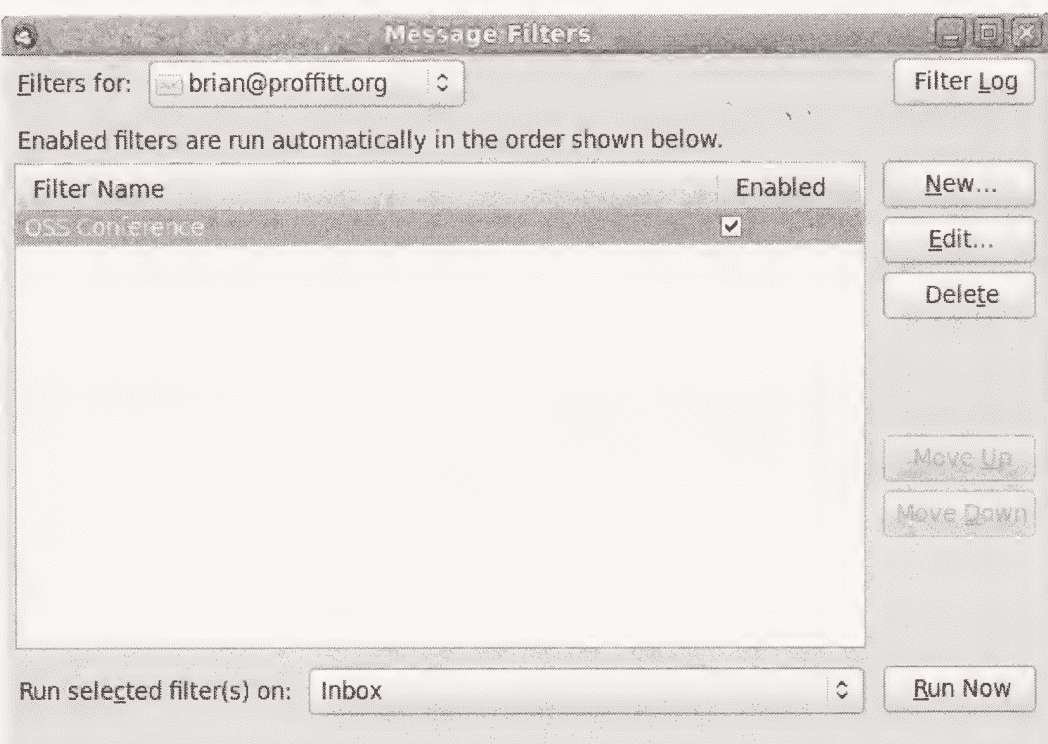 Message Filters
Filters for: brian@proffitt.org
Filter Log
Enabled filters are run automatically in the order shown below.
Filter Name Enabled
OSS Conference
New...
Edit...
Delete
Move Up
Move Down
Run selected filter(s) on: Inbox
Run Now